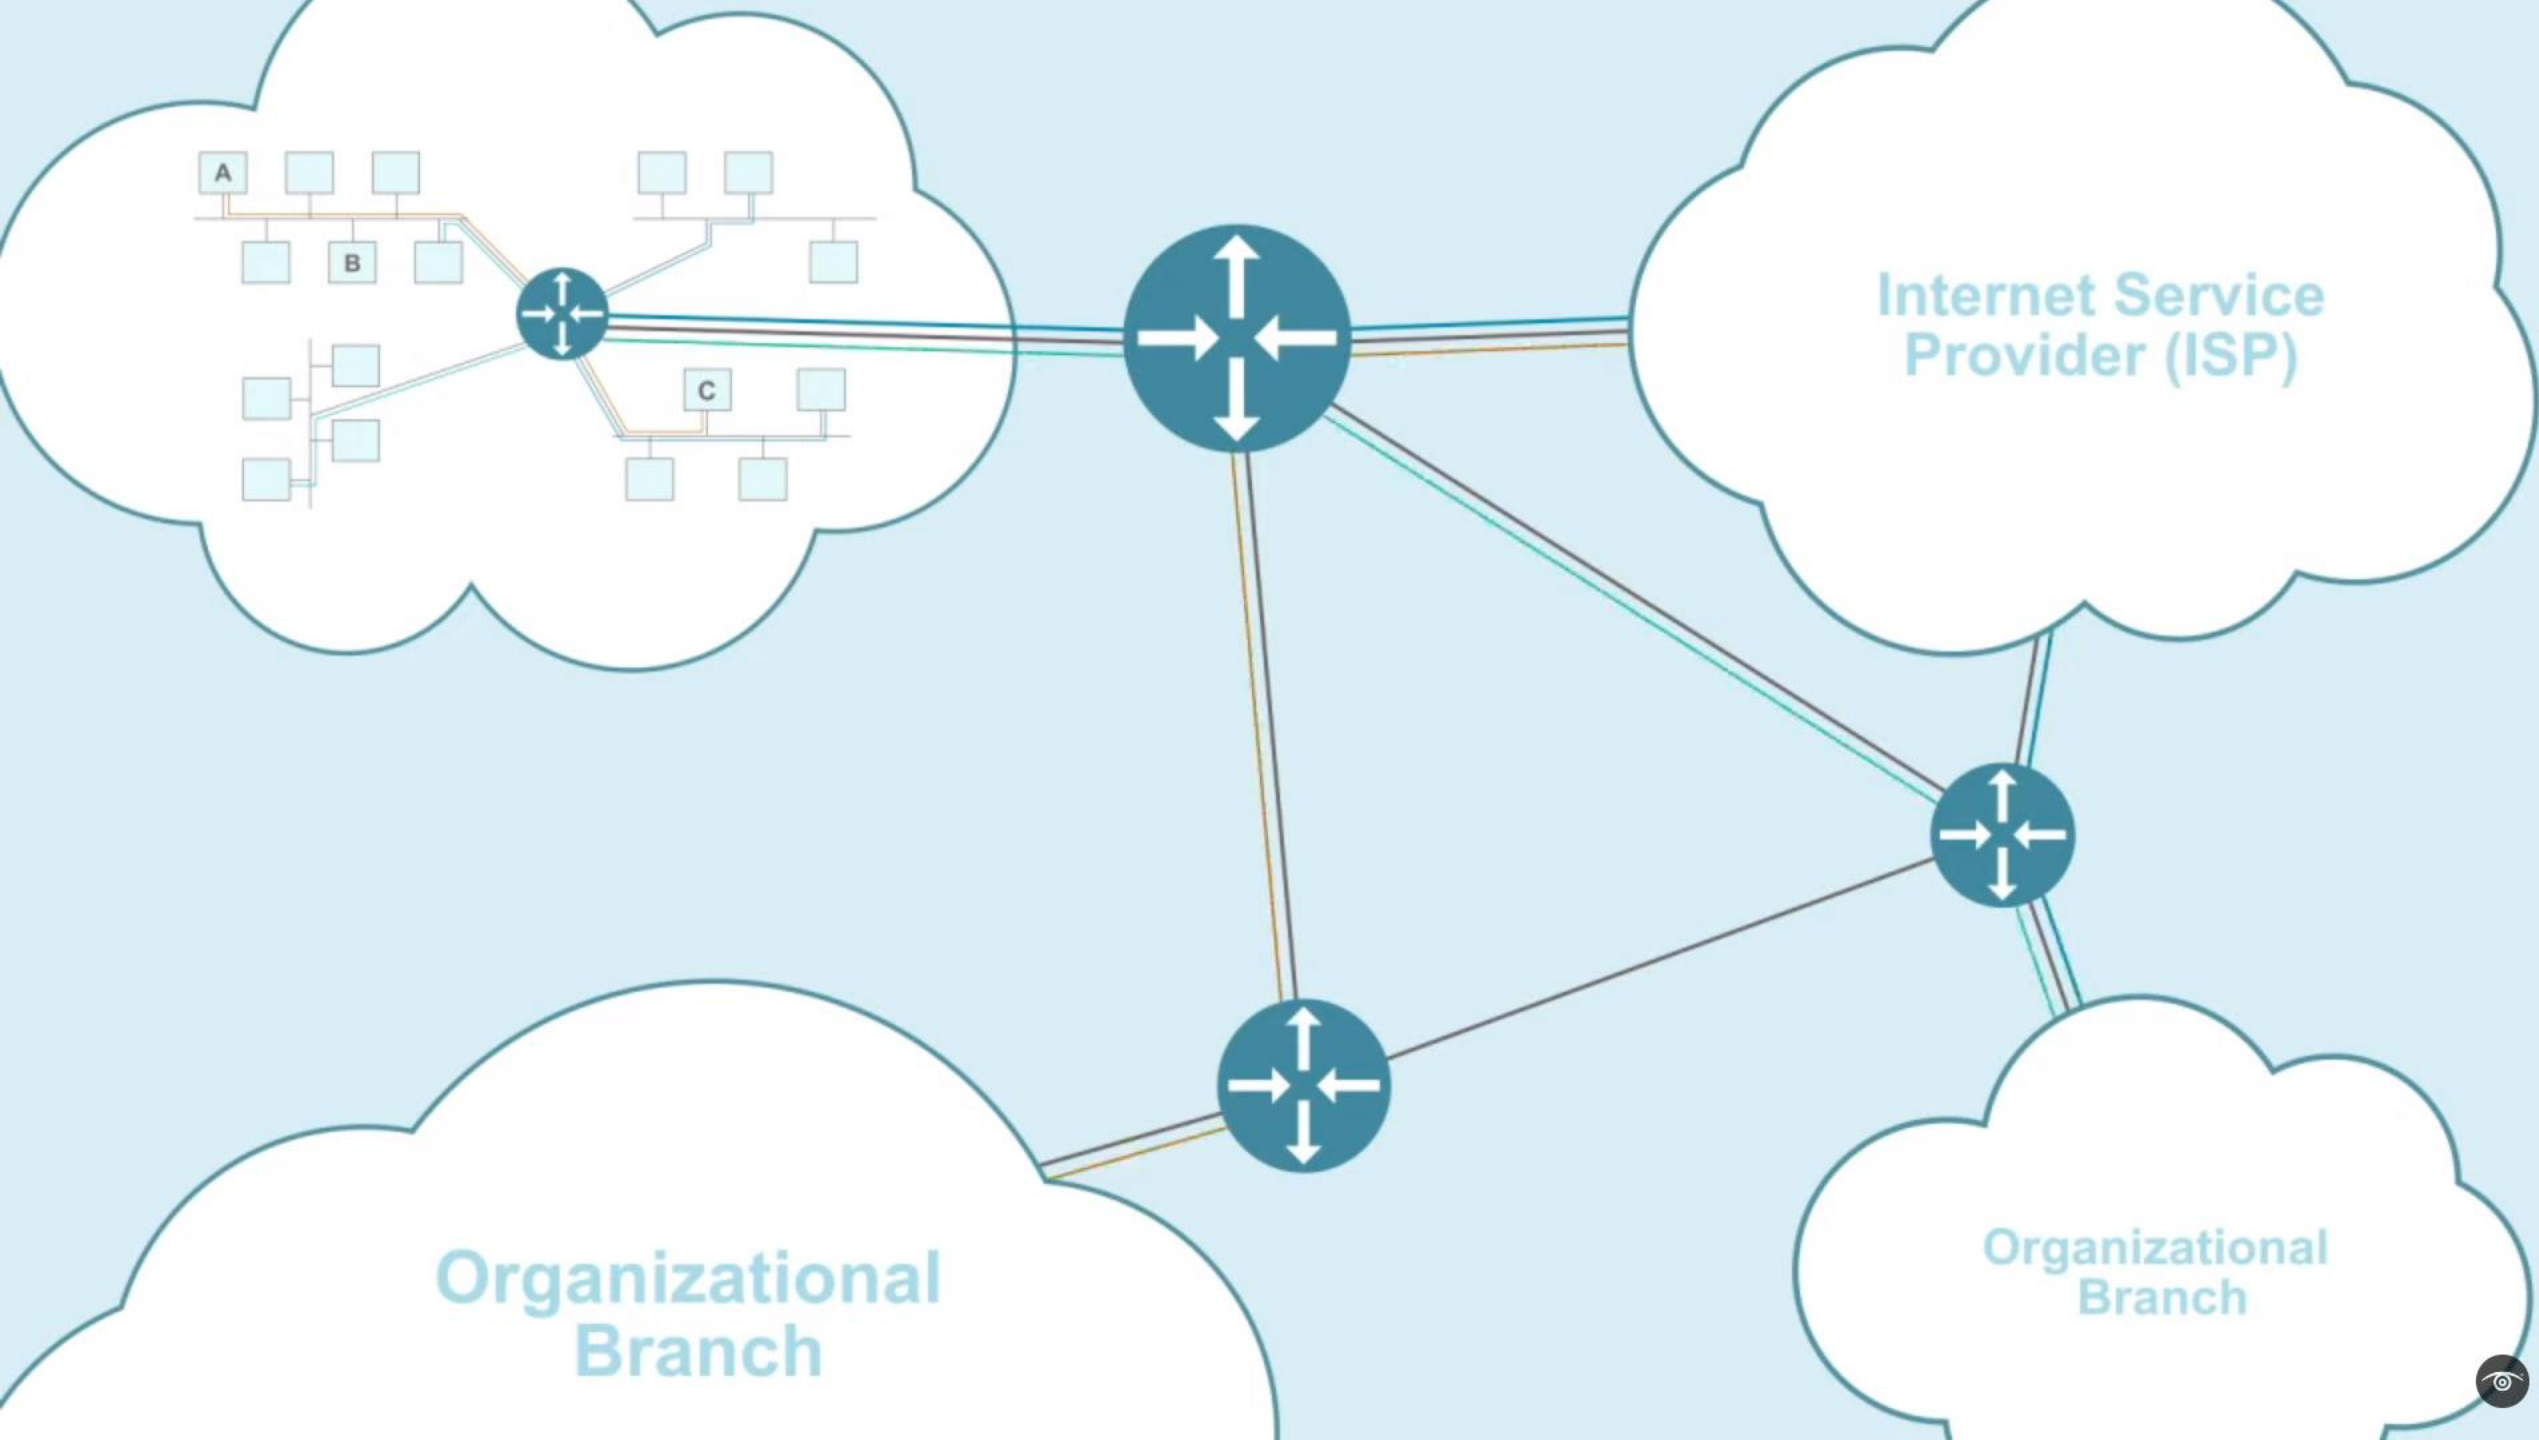 A
B
C
Internet Service
Provider (ISP)
Organizational
Branch
Organizational
Branch